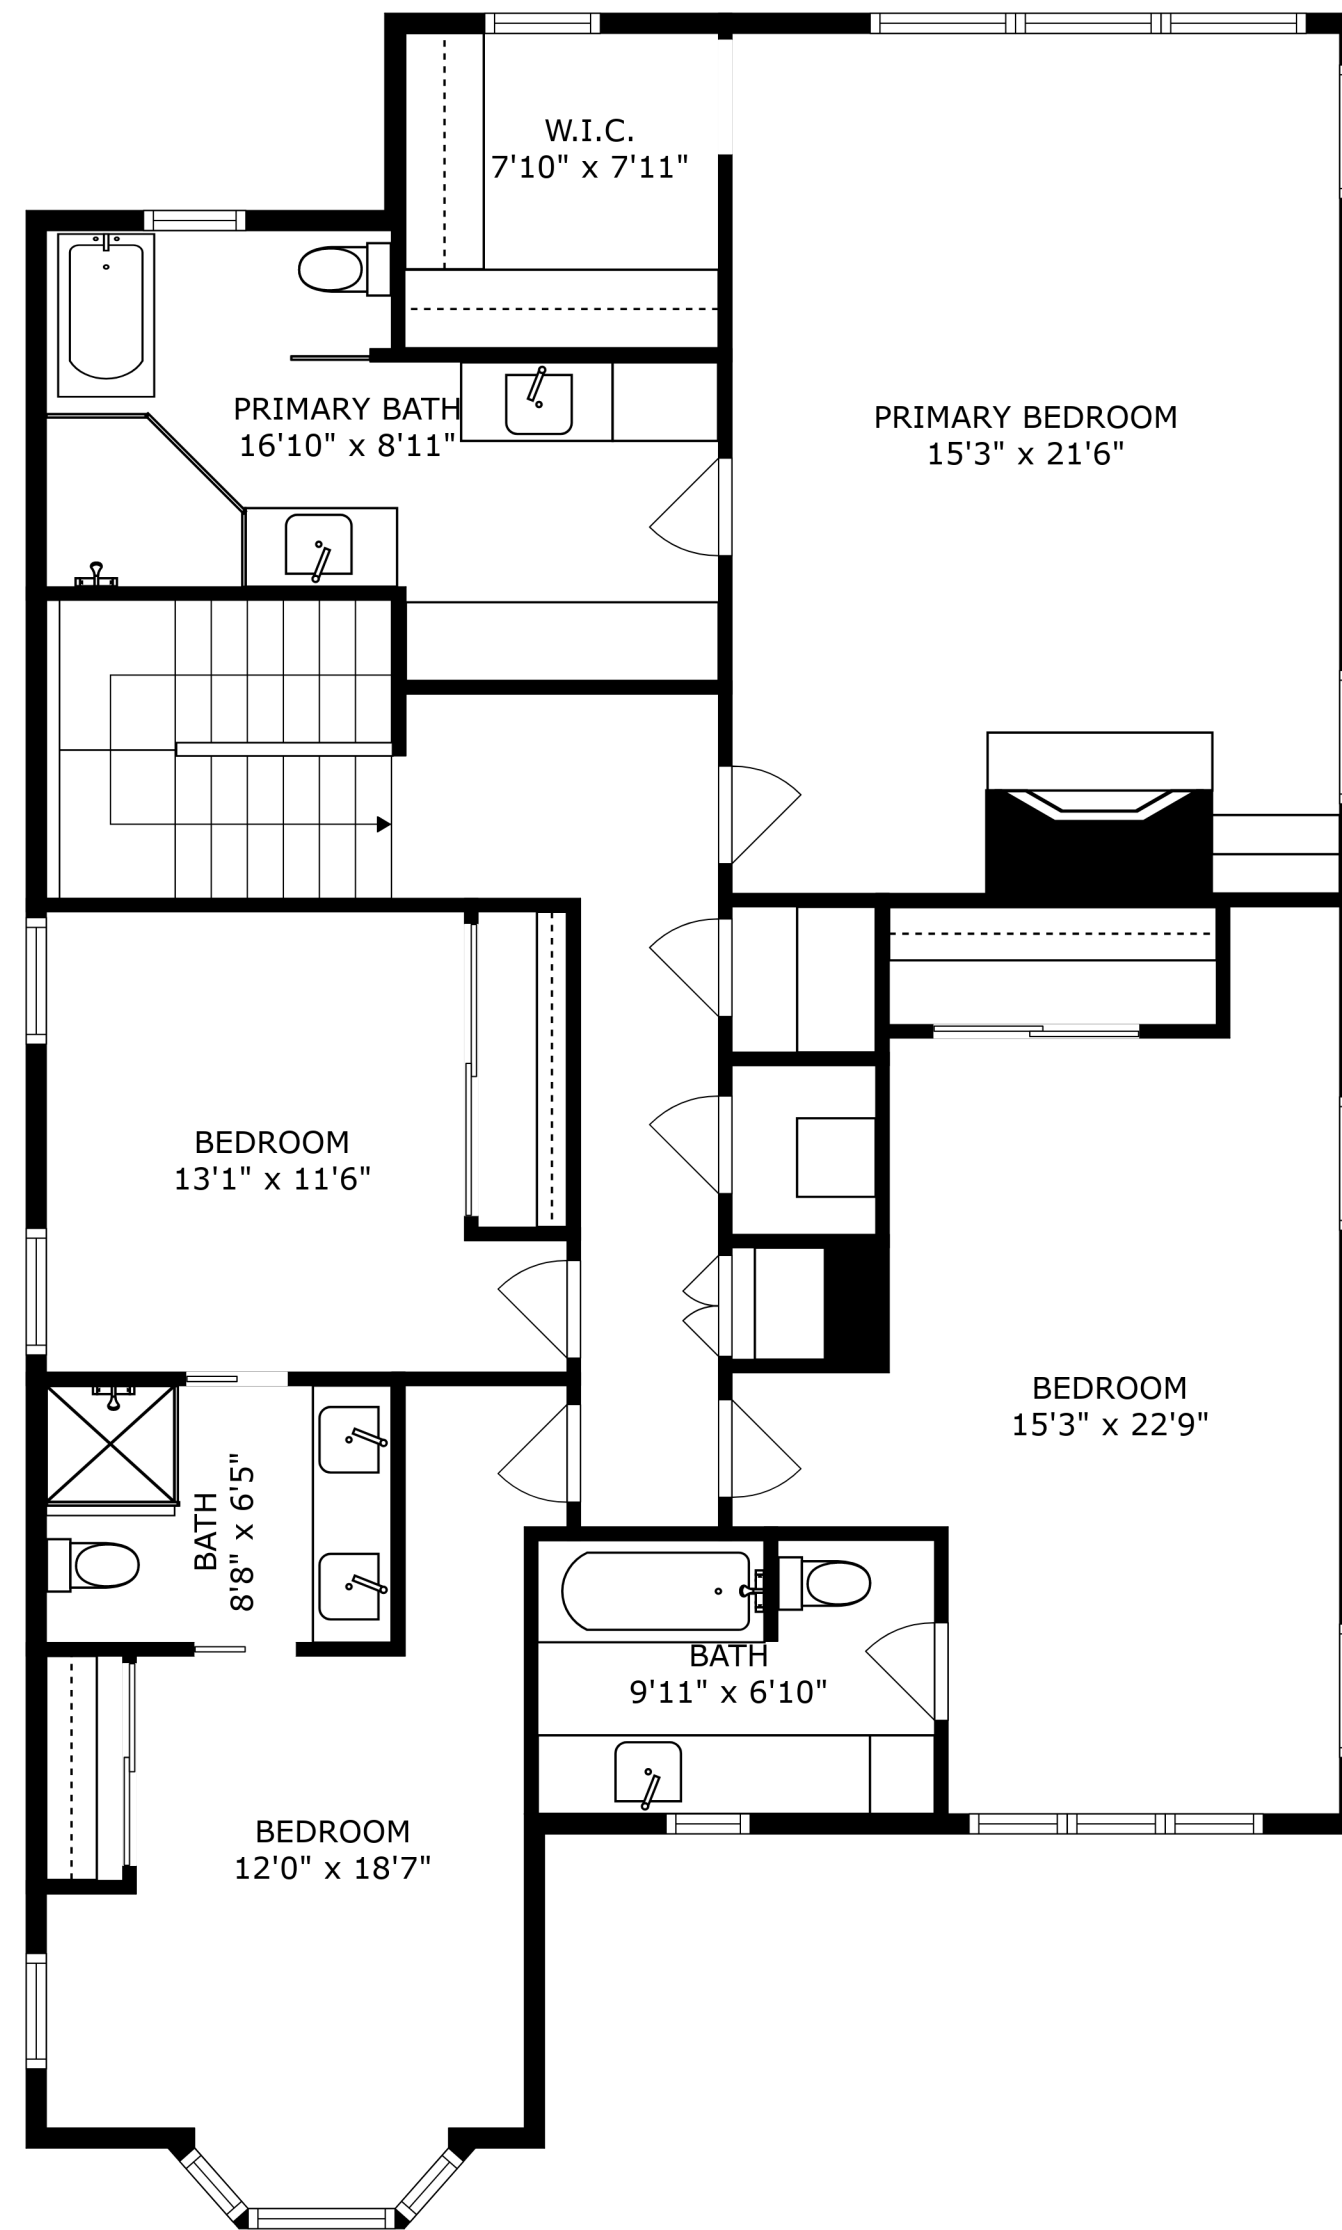 W.I.C.
7'10" x 7'11"
PRIMARY BATH
16'10" x 8'11"
PRIMARY BEDROOM
15'3" x 21'6"
BEDROOM
13'1" x 11'6"
BEDROOM
15'3" x 22'9"
BATH
8'8" x 6'5"
BATH
9'11" x 6'10"
BEDROOM
12'0" x 18'7"